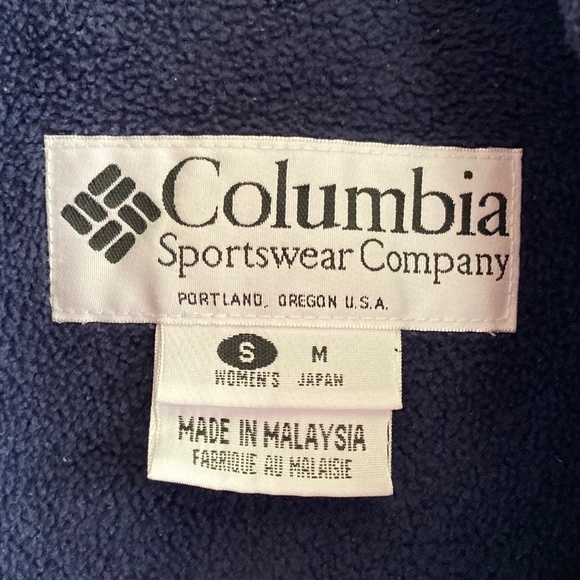 Columbia
Sportswear Company
PORTLAND, OREGON U.S.A.
S M
WOMEN'S JAPAN
MADE IN MALAYSIA
FABRIQUE AU MALAISIE